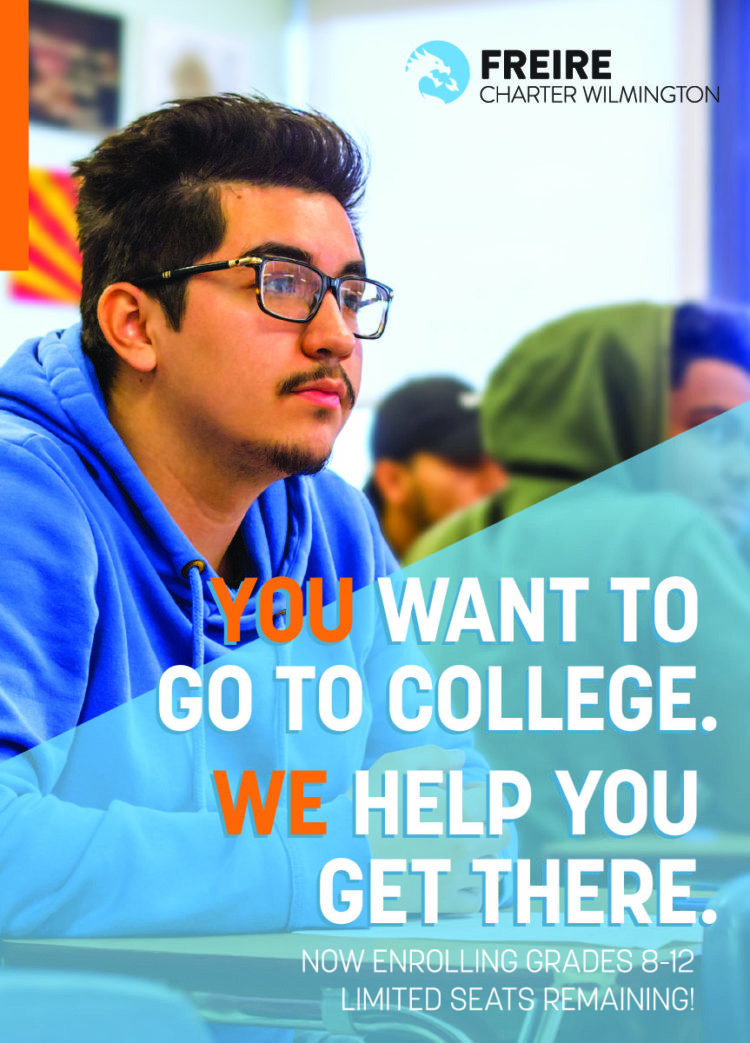 FREIRE
CHARTER WILMINGTON
YOU WANT TO
GO TO COLLEGE.
WE HELP YOU
GET THERE.
NOW ENROLLING GRADES 8-12
LIMITED SEATS REMAINING!